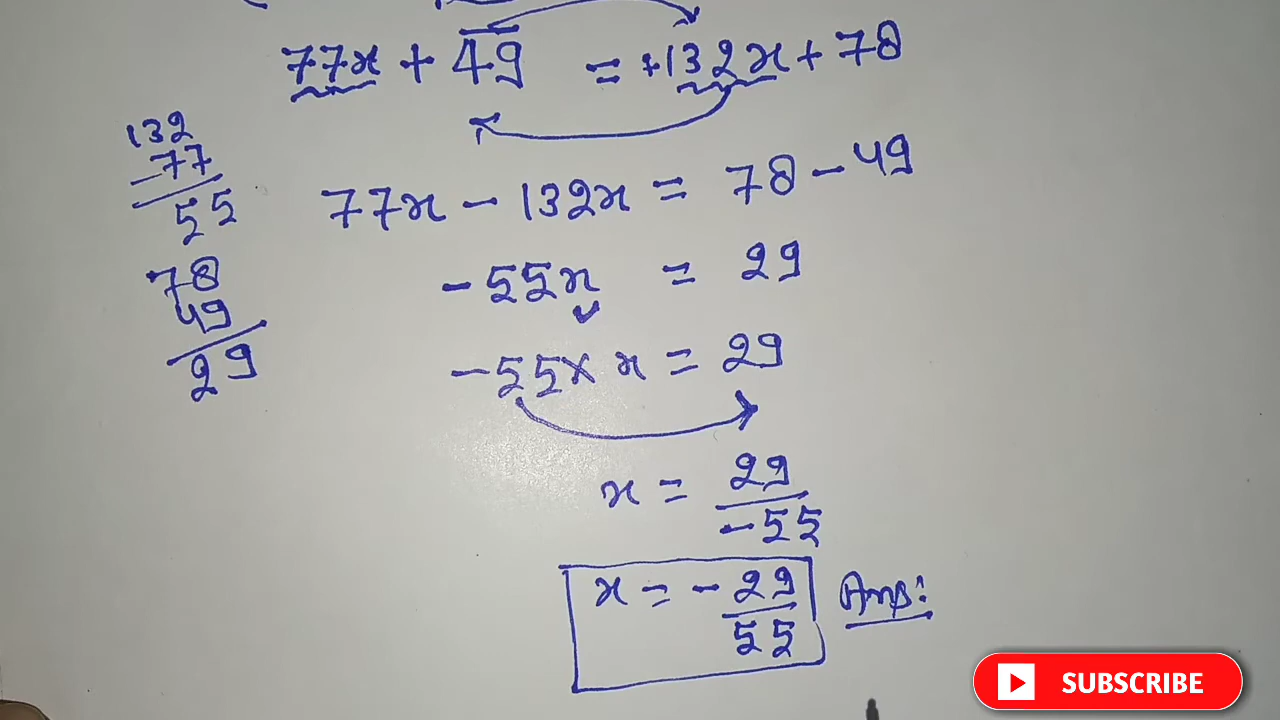 77x + 49 = +132x + 78
132
- 77
55
77x - 132x = 78 - 49
78
49
29
-55x = 29
-55 × x = 29
x = 29/-55
x = - 29/55 Ans:
SUBSCRIBE